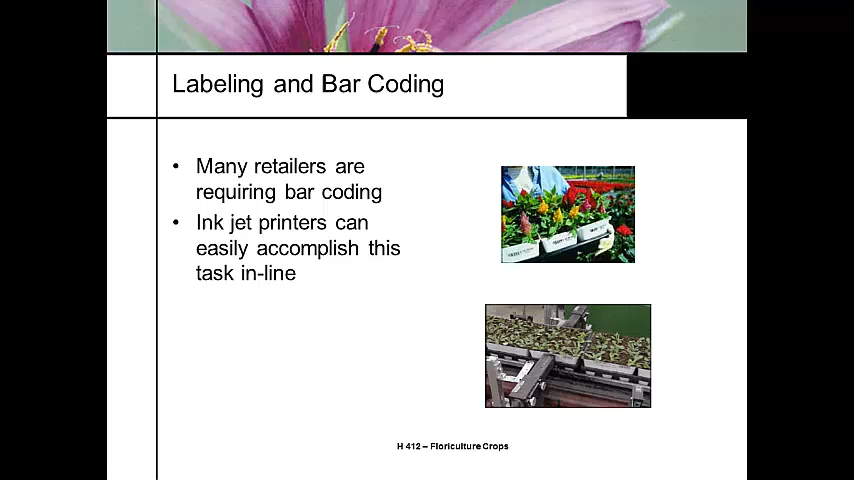 Labeling and Bar Coding
• Many retailers are
requiring bar coding
• Ink jet printers can
easily accomplish this
task in-line
H 412 – Floriculture Crops